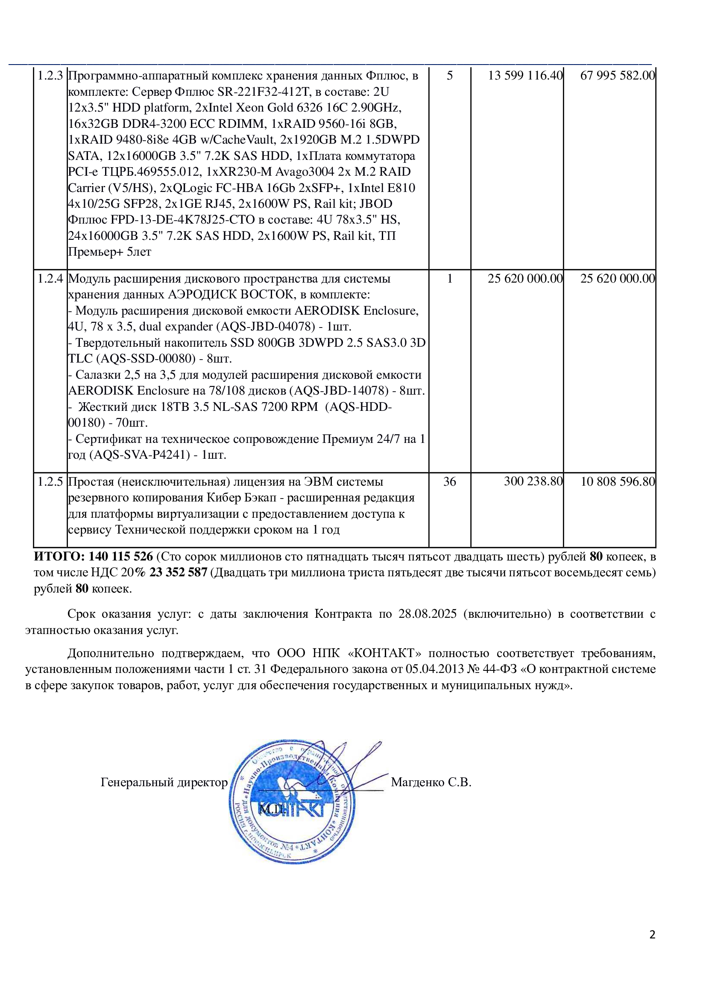 1.2.3 Программно-аппаратный комплекс хранения данных Фплюс, в 5 13 599 116.40 67 995 582.00
комплекте: Сервер Фплюс SR-221F32-412T, в составе: 2U
12x3.5" HDD platform, 2xIntel Xeon Gold 6326 16C 2.90GHz,
16x32GB DDR4-3200 ECC RDIMM, 1xRAID 9560-16i 8GB,
1xRAID 9480-8i8e 4GB w/CacheVault, 2x1920GB M.2 1.5DWPD
SATA, 12x16000GB 3.5" 7.2K SAS HDD, 1xПлата коммутатора
PCI-e ТЦРБ.469555.012, 1xXR230-M Avago3004 2x M.2 RAID
Carrier (V5/HS), 2xQLogic FC-HBA 16Gb 2xSFP+, 1xIntel E810
4x10/25G SFP28, 2x1GE RJ45, 2x1600W PS, Rail kit; JBOD
Фплюс FPD-13-DE-4K78J25-CTO в составе: 4U 78x3.5" HS,
24x16000GB 3.5" 7.2K SAS HDD, 2x1600W PS, Rail kit, ТП
Премьер+ 5лет
1.2.4 Модуль расширения дискового пространства для системы 1 25 620 000.00 25 620 000.00
хранения данных АЭРОДИСК ВОСТОК, в комплекте:
- Модуль расширения дисковой емкости AERODISK Enclosure,
4U, 78 x 3.5, dual expander (AQS-JBD-04078) - 1шт.
- Твердотельный накопитель SSD 800GB 3DWPD 2.5 SAS3.0 3D
TLC (AQS-SSD-00080) - 8шт.
- Салазки 2,5 на 3,5 для модулей расширения дисковой емкости
AERODISK Enclosure на 78/108 дисков (AQS-JBD-14078) - 8шт.
- Жесткий диск 18TB 3.5 NL-SAS 7200 RPM (AQS-HDD-
00180) - 70шт.
- Сертификат на техническое сопровождение Премиум 24/7 на 1
год (AQS-SVA-P4241) - 1шт.
1.2.5 Простая (неисключительная) лицензия на ЭВМ системы 36 300 238.80 10 808 596.80
резервного копирования Кибер Бэкап - расширенная редакция
для платформы виртуализации с предоставлением доступа к
сервису Технической поддержки сроком на 1 год
ИТОГО: 140 115 526 (Сто сорок миллионов сто пятнадцать тысяч пятьсот двадцать шесть) рублей 80 копеек, в
том числе НДС 20% 23 352 587 (Двадцать три миллиона триста пятьдесят две тысячи пятьсот восемьдесят семь)
рублей 80 копеек.
Срок оказания услуг: с даты заключения Контракта по 28.08.2025 (включительно) в соответствии с
этапностью оказания услуг.
Дополнительно подтверждаем, что ООО НПК «КОНТАКТ» полностью соответствует требованиям,
установленным положениями части 1 ст. 31 Федерального закона от 05.04.2013 № 44-ФЗ «О контрактной системе
в сфере закупок товаров, работ, услуг для обеспечения государственных и муниципальных нужд».
Общество с ограниченной ответственностью
«Научно-Производственная Компания «КОНТАКТ»
Генеральный директор Магденко С.В.
КОНТАКТ
М.П.
для документов №4
РОССИЯ г. НОВОСИБИРСК
2